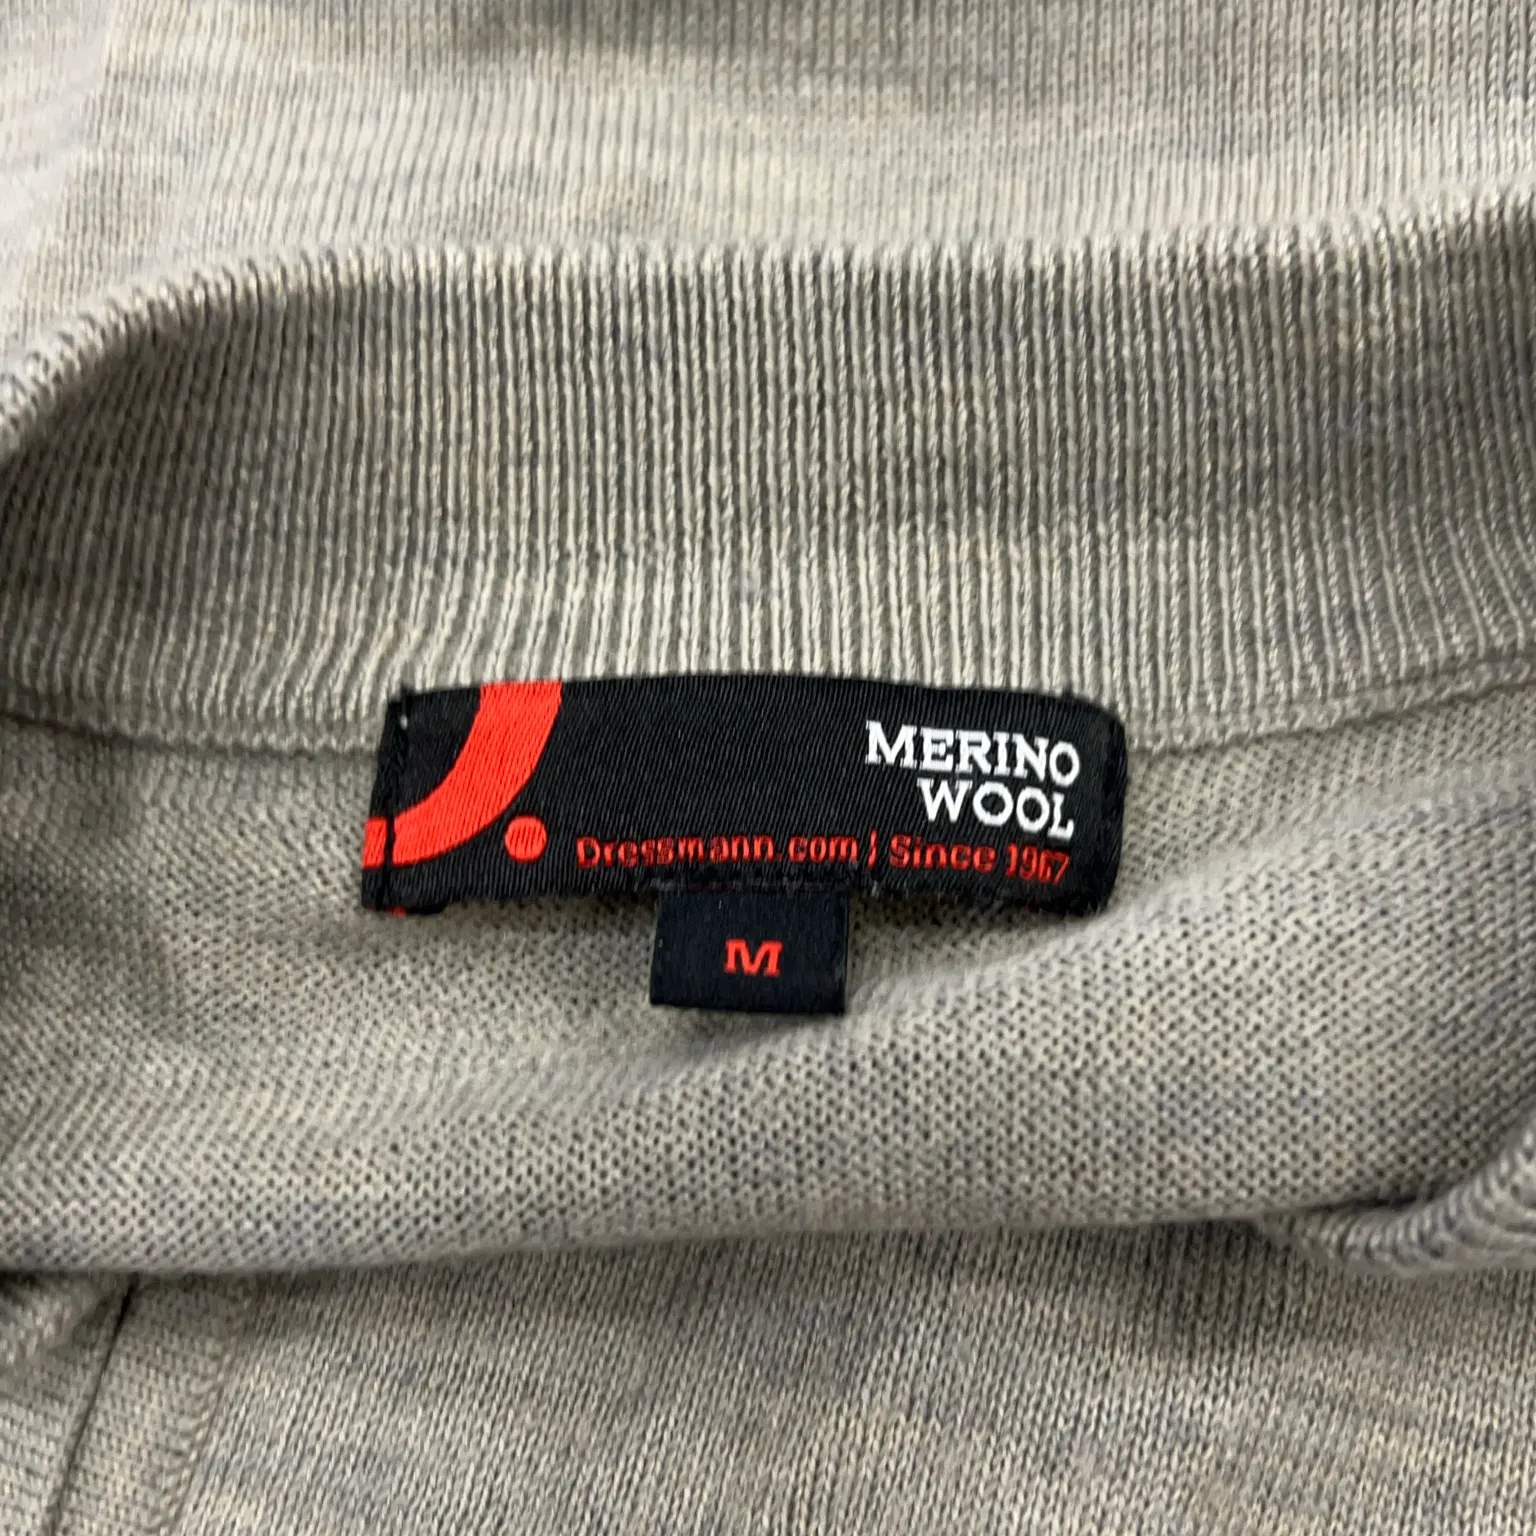 MERINO
WOOL
Dressmann.com | Since 1967
M